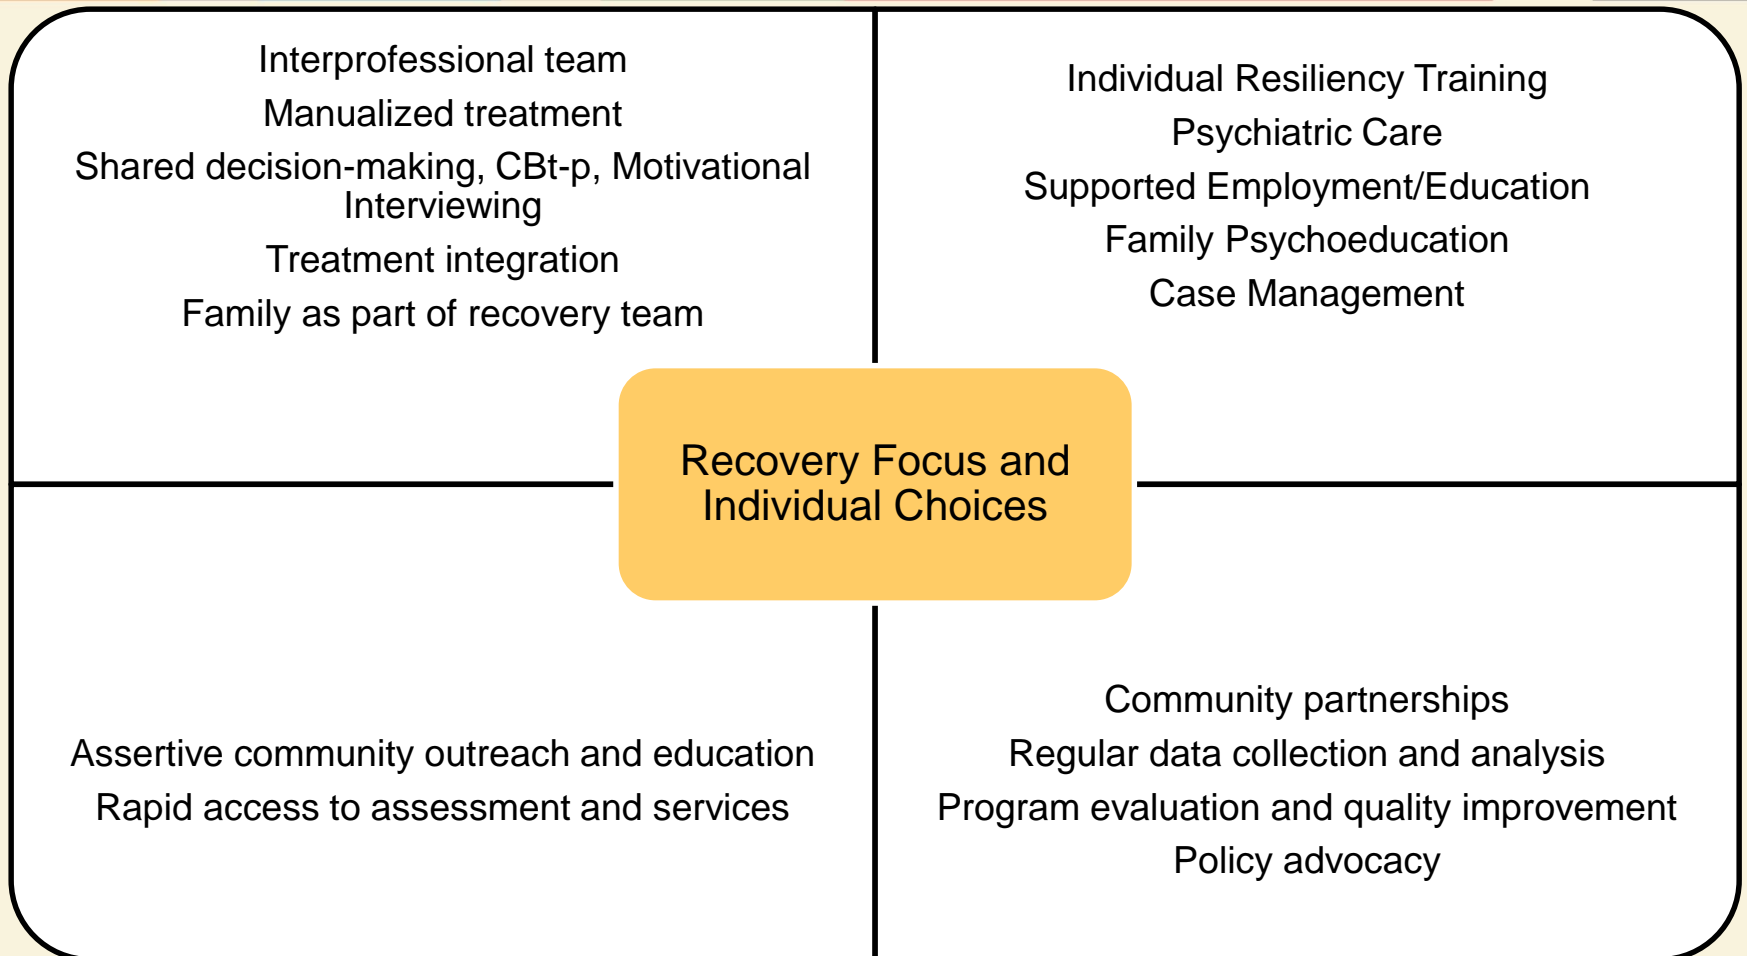 Interprofessional team
Manualized treatment
Shared decision-making, CBt-p, Motivational
Interviewing
Treatment integration
Family as part of recovery team
Individual Resiliency Training
Psychiatric Care
Supported Employment/Education
Family Psychoeducation
Case Management
Recovery Focus and
Individual Choices
Assertive community outreach and education
Rapid access to assessment and services
Community partnerships
Regular data collection and analysis
Program evaluation and quality improvement
Policy advocacy